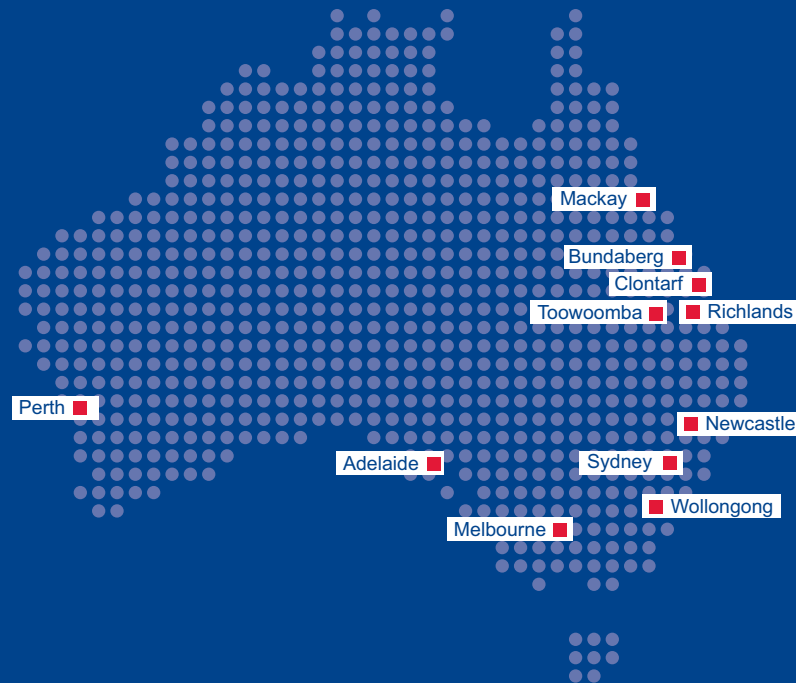 Mackay
Bundaberg
Clontarf
Toowoomba
Richlands
Perth
Newcastle
Adelaide
Sydney
Wollongong
Melbourne